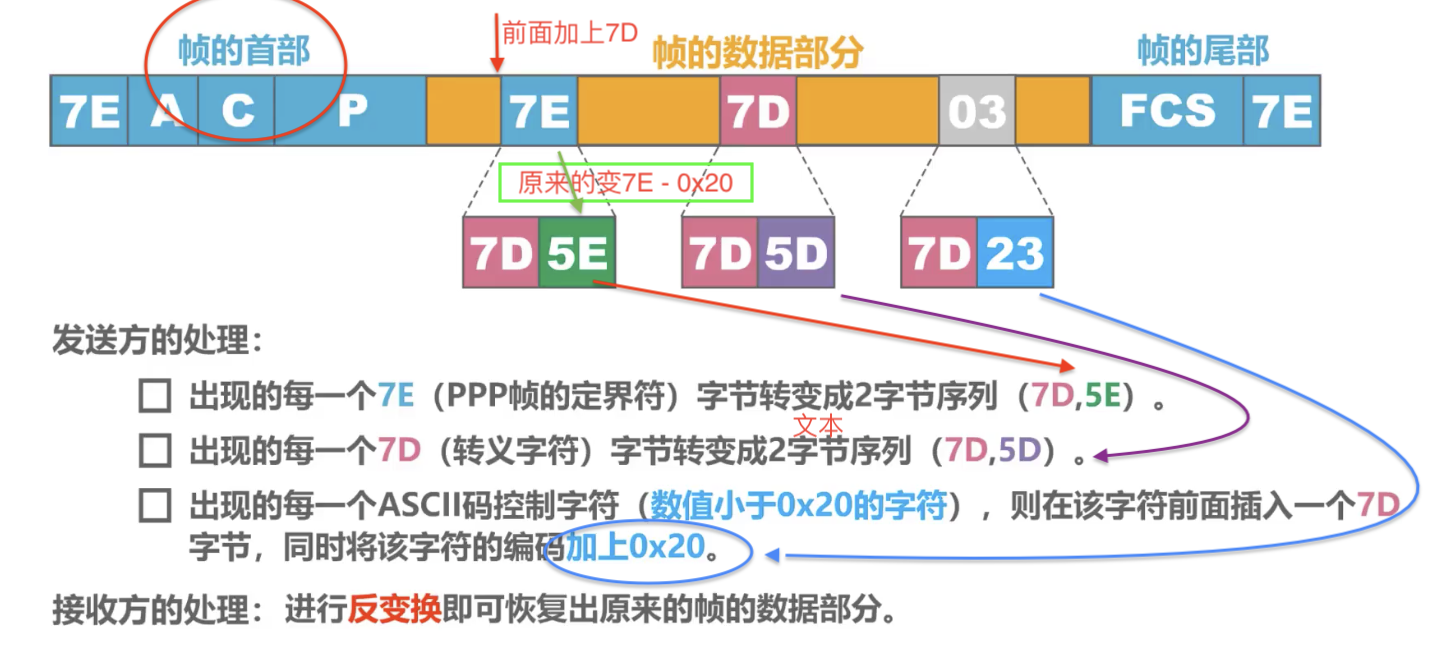 前面加上7D
帧的首部 帧的数据部分 帧的尾部
7E A C P 7E 7D 03 FCS 7E
原来的变7E - 0x20
7D 5E 7D 5D 7D 23
发送方的处理：
出现的每一个7E（PPP帧的定界符）字节转变成2字节序列（7D,5E）。
文本
出现的每一个7D（转义字符）字节转变成2字节序列（7D,5D）。
出现的每一个ASCII码控制字符（数值小于0x20的字符），则在该字符前面插入一个7D
字节，同时将该字符的编码加上0x20。
接收方的处理：进行反变换即可恢复出原来的帧的数据部分。